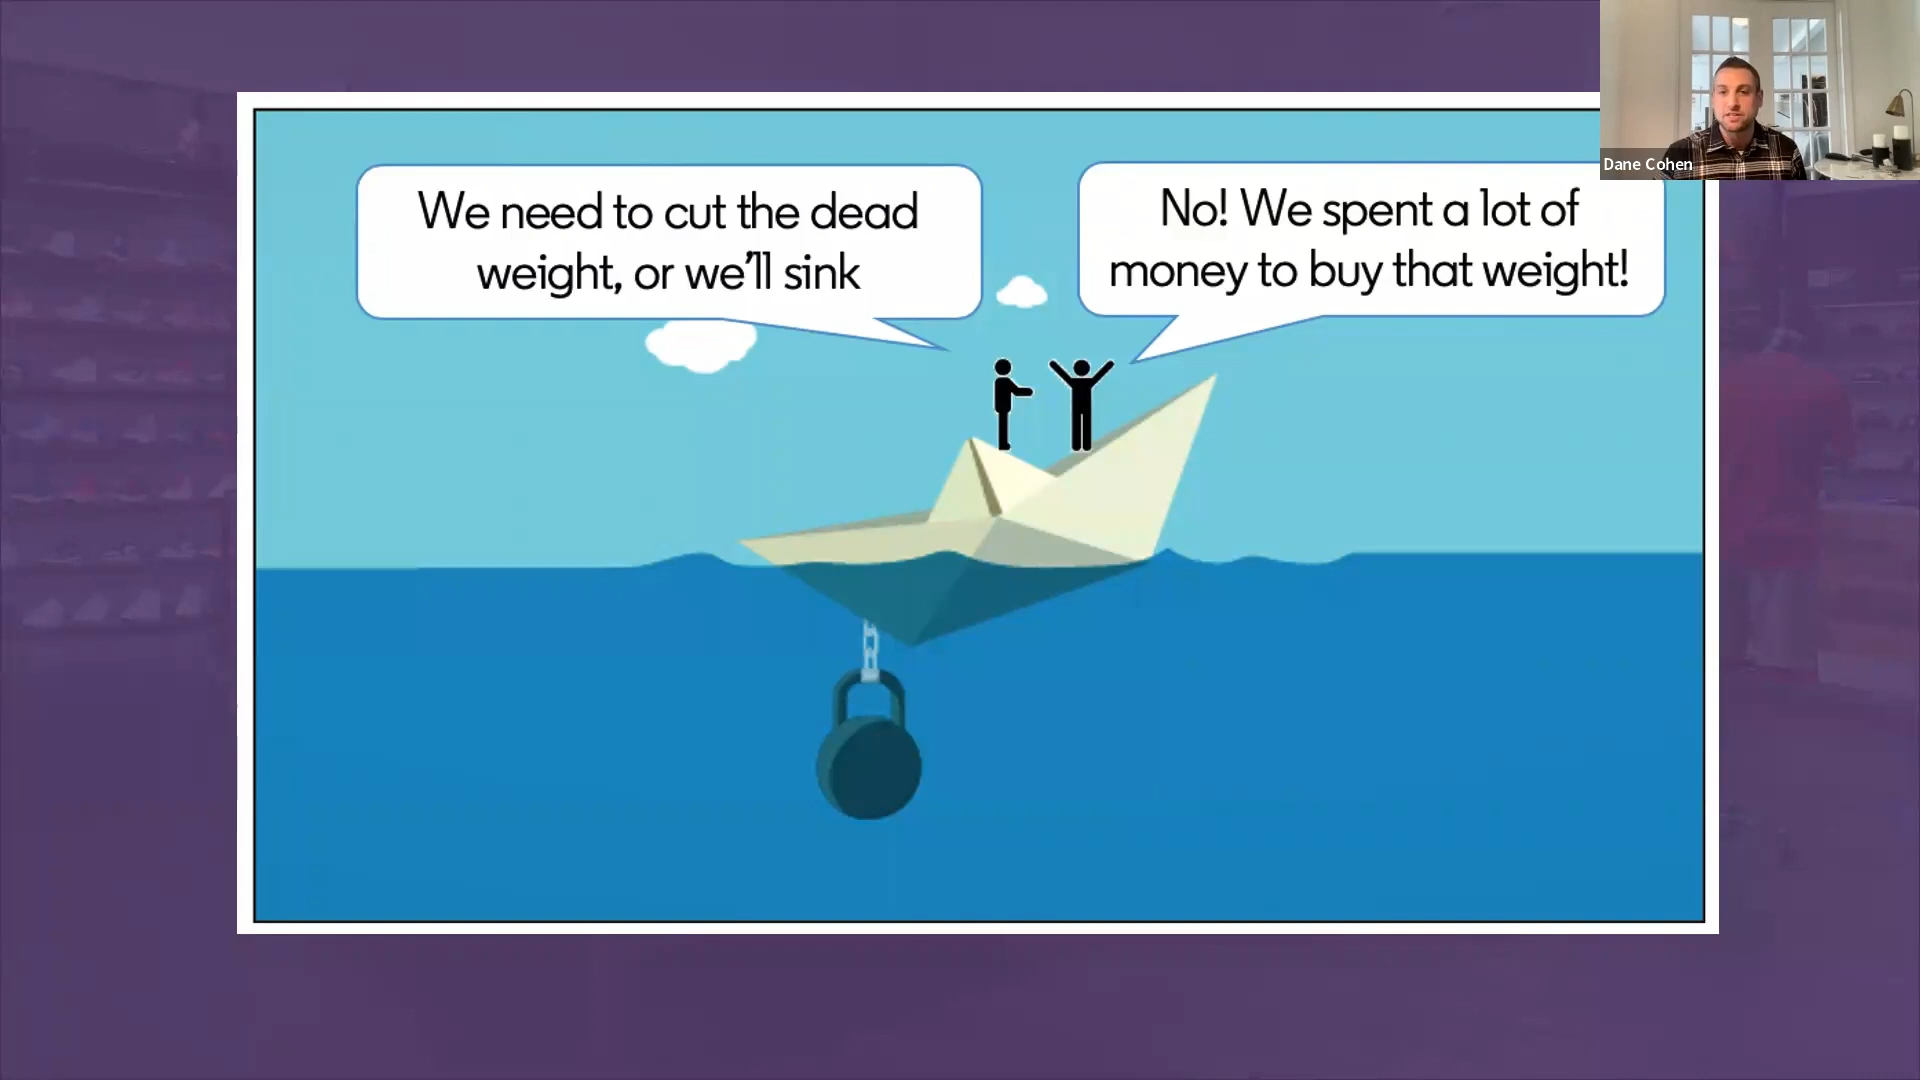 We need to cut the dead
weight, or we'll sink
No! We spent a lot of
money to buy that weight!
Dane Cohen